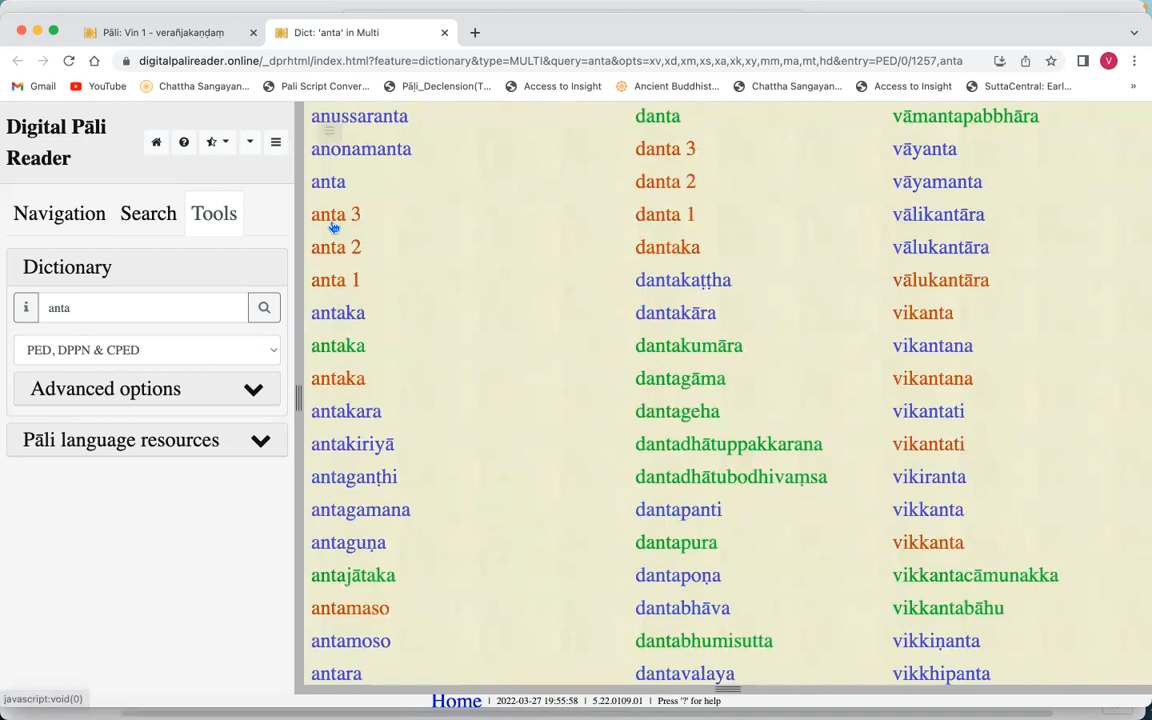 Pāli: Vin 1 - verañjakaṇḍaṃ
Dict: 'anta' in Multi
digitalpalireader.online/_dprhtml/index.html?feature=dictionary&type=MULTI&query=anta&opts=xv,xd,xm,xs,xa,xk,xy,mm,ma,mt,hd&entry=PED/0/1257,anta
V
Gmail
YouTube
Chattha Sangayan...
Pali Script Conver...
Pāḷi_Declension(T...
Access to Insight
Ancient Buddhist...
Chattha Sangayan...
Access to Insight
SuttaCentral: Earl...
»
Digital Pāli
Reader
Navigation
Search
Tools
Dictionary
anta
PED, DPPN & CPED
Advanced options
Pāli language resources
anussaranta
anonamanta
anta
anta 3
anta 2
anta 1
antaka
antaka
antaka
antakara
antakiriyā
antagaṇṭhi
antagamana
antaguṇa
antajātaka
antamaso
antamoso
antara
danta
danta 3
danta 2
danta 1
dantaka
dantakaṭṭha
dantakāra
dantakumāra
dantagāma
dantageha
dantadhātuppakkarana
dantadhātubodhivaṃsa
dantapanti
dantapura
dantapoṇa
dantabhāva
dantabhumisutta
dantavalaya
vāmantapabbhāra
vāyanta
vāyamanta
vālikantāra
vālukantāra
vālukantāra
vikanta
vikantana
vikantana
vikantati
vikantati
vikiranta
vikkanta
vikkanta
vikkantacāmunakka
vikkantabāhu
vikkiṇanta
vikkhipanta
javascript:void(0)
Home | 2022-03-27 19:55:58 | 5.22.0109.01 | Press '?' for help